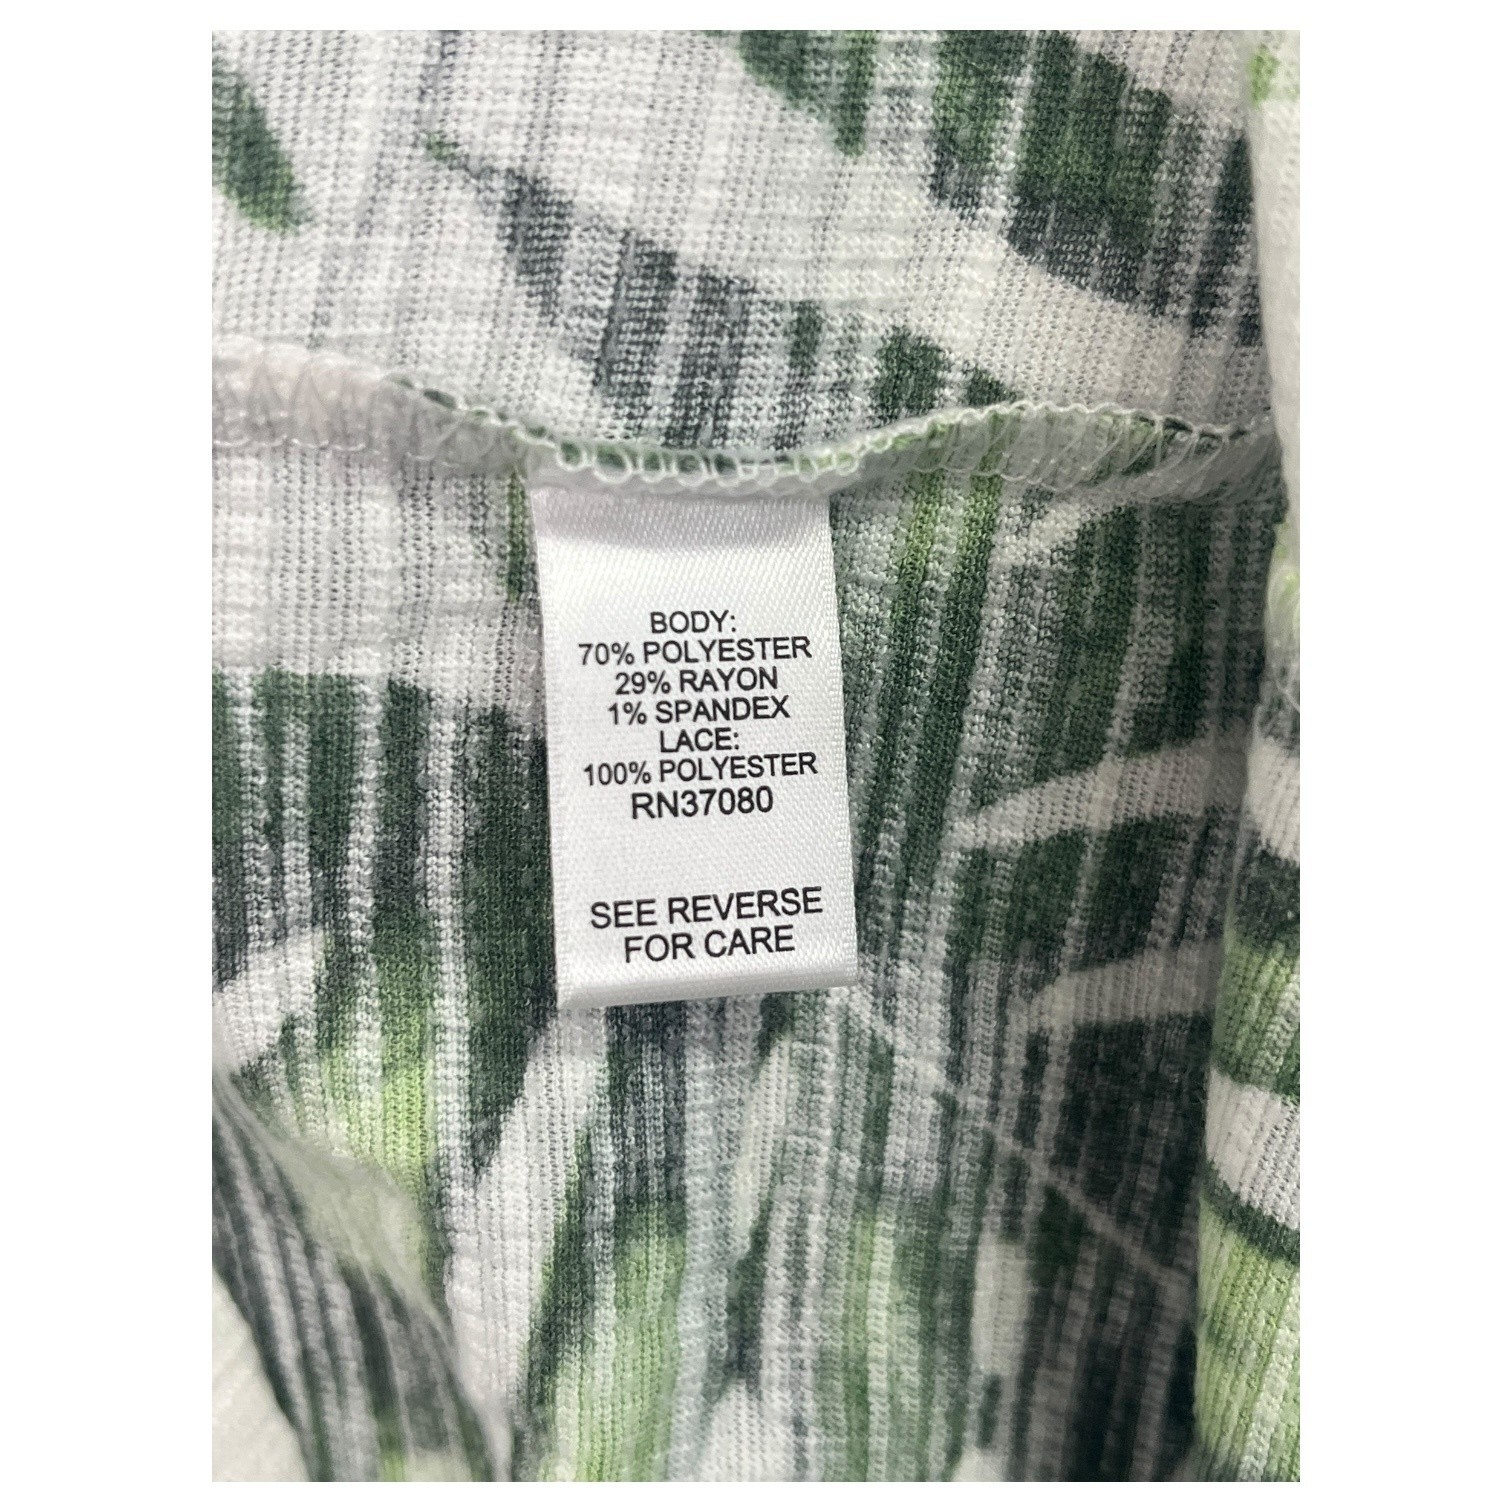 BODY:
70% POLYESTER
29% RAYON
1% SPANDEX
LACE:
100% POLYESTER
RN37080
SEE REVERSE
FOR CARE